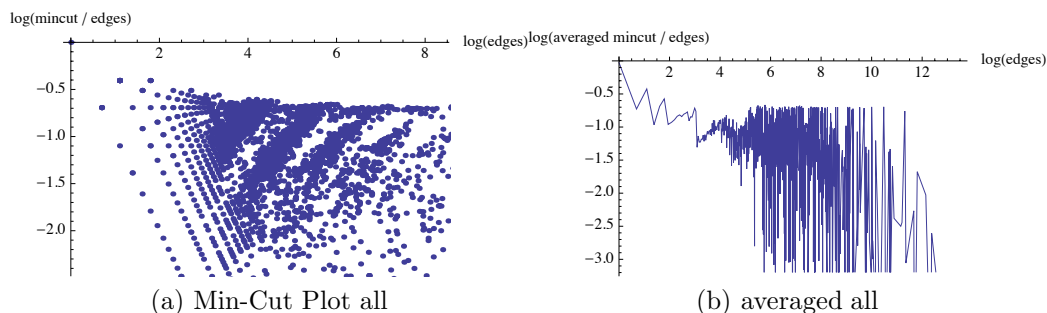 log(mincut / edges)
2 4 6 8
log(edges)
−0.5
−1.0
−1.5
−2.0
(a) Min-Cut Plot all
log(averaged mincut / edges)
2 4 6 8 10 12
log(edges)
−0.5
−1.0
−1.5
−2.0
−2.5
−3.0
(b) averaged all